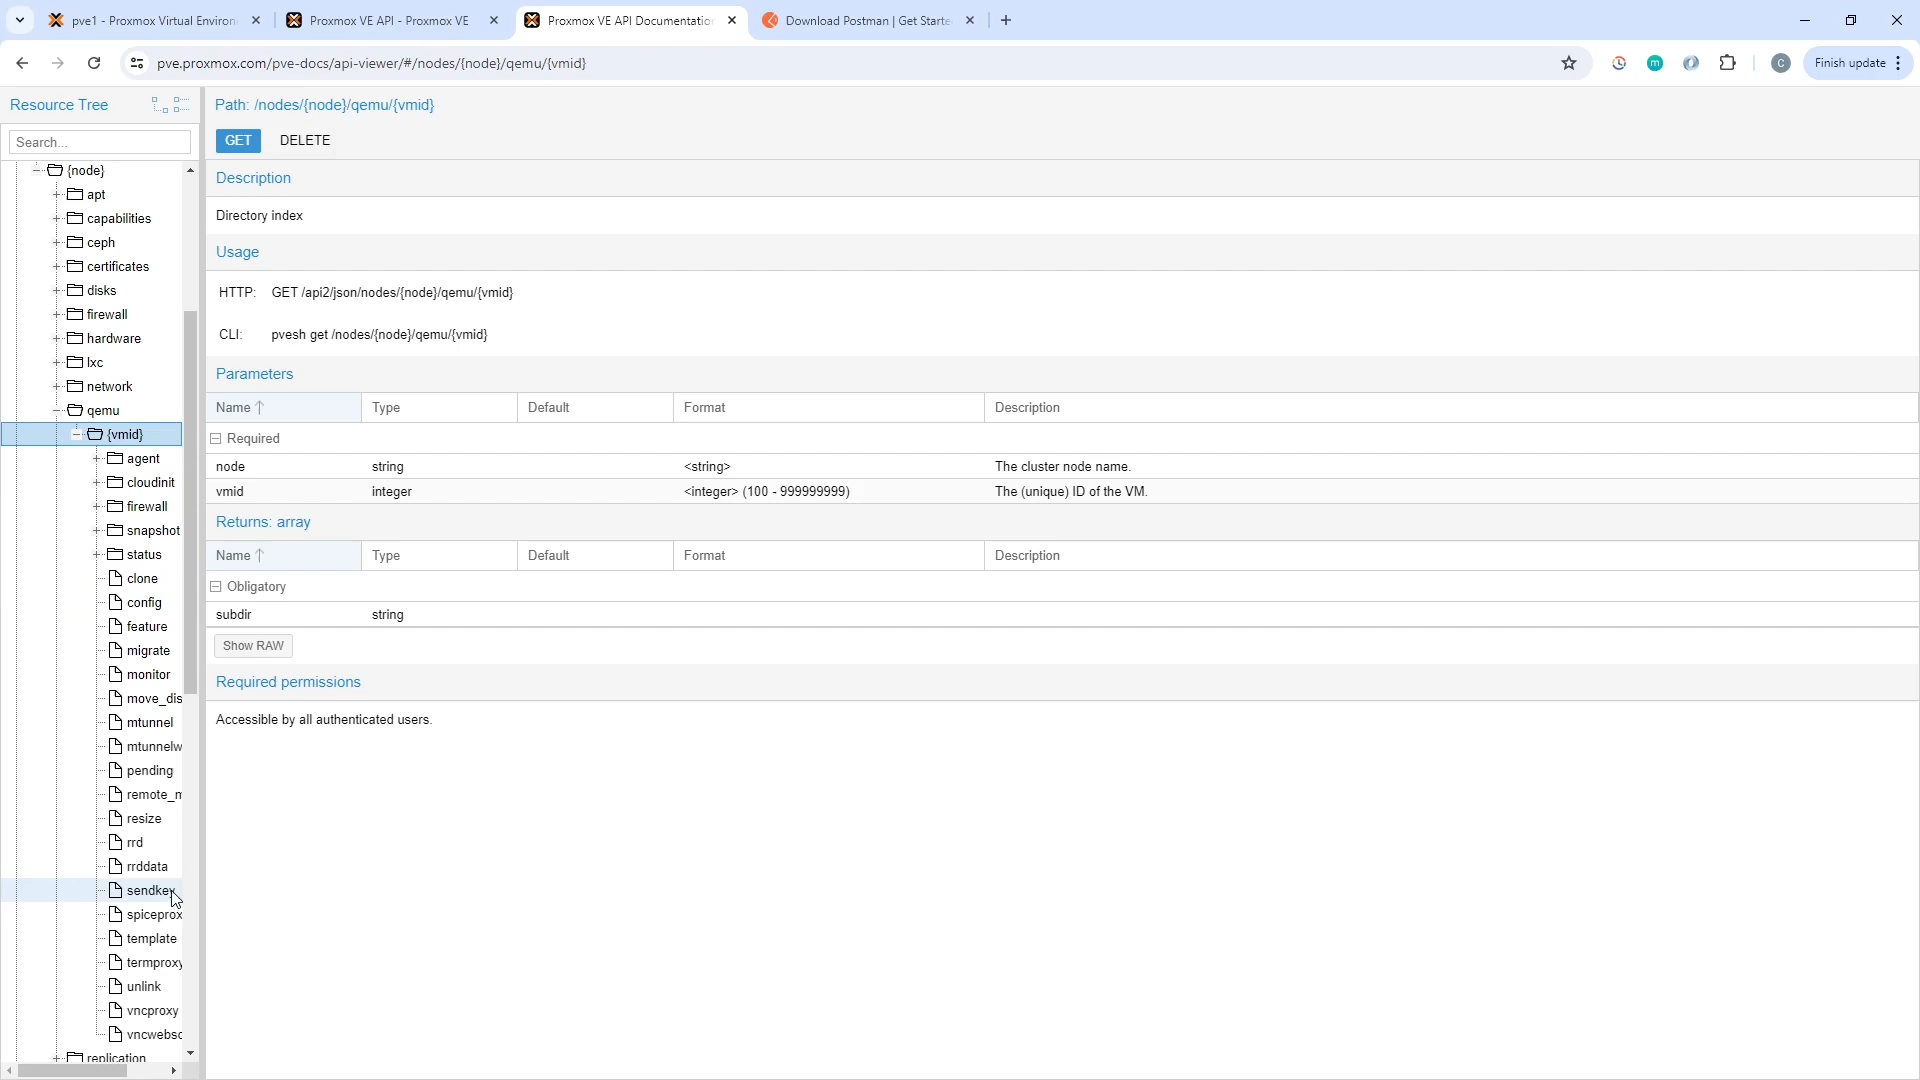 pve1 - Proxmox Virtual Environ
Proxmox VE API - Proxmox VE
Proxmox VE API Documentation
Download Postman | Get Starte
pve.proxmox.com/pve-docs/api-viewer/#/nodes/{node}/qemu/{vmid}
m
C
Finish update
Resource Tree
Search...
{node}
apt
capabilities
ceph
certificates
disks
firewall
hardware
lxc
network
qemu
{vmid}
agent
cloudinit
firewall
snapshot
status
clone
config
feature
migrate
monitor
move_dis
mtunnel
mtunnelw
pending
remote_m
resize
rrd
rrddata
sendkey
spiceprox
template
termproxy
unlink
vncproxy
vncwebsc
replication
Path: /nodes/{node}/qemu/{vmid}
GET DELETE
Description
Directory index
Usage
HTTP: GET /api2/json/nodes/{node}/qemu/{vmid}
CLI: pvesh get /nodes/{node}/qemu/{vmid}
Parameters
Name Type Default Format Description
Required
node string <string> The cluster node name.
vmid integer <integer> (100 - 999999999) The (unique) ID of the VM.
Returns: array
Name Type Default Format Description
Obligatory
subdir string
Show RAW
Required permissions
Accessible by all authenticated users.